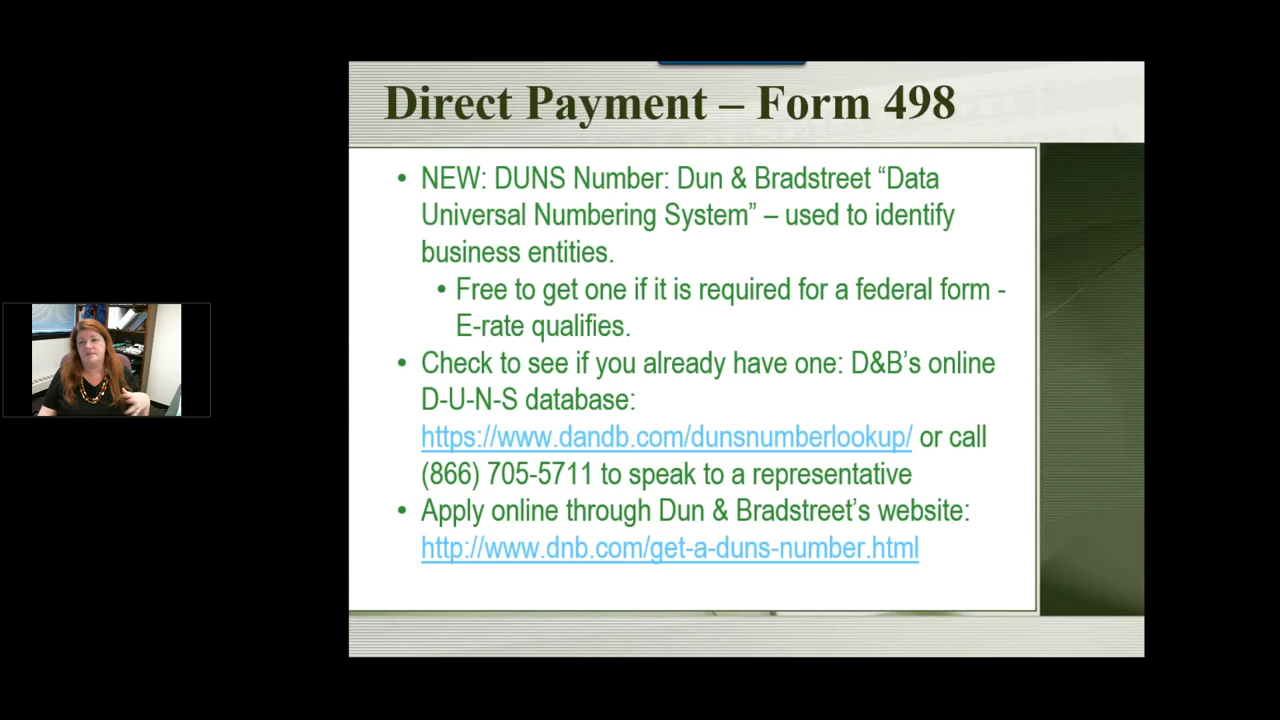 Direct Payment – Form 498
• NEW: DUNS Number: Dun & Bradstreet “Data
Universal Numbering System” – used to identify
business entities.
• Free to get one if it is required for a federal form -
E-rate qualifies.
• Check to see if you already have one: D&B’s online
D-U-N-S database:
https://www.dandb.com/dunsnumberlookup/ or call
(866) 705-5711 to speak to a representative
• Apply online through Dun & Bradstreet’s website:
http://www.dnb.com/get-a-duns-number.html